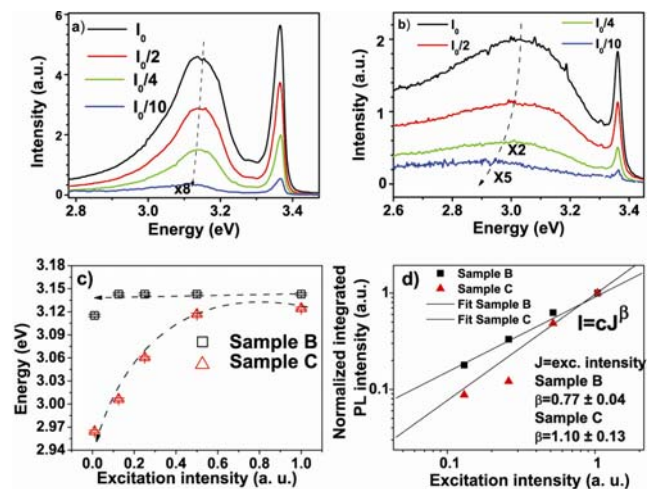 a)
I₀
I₀/2
I₀/4
I₀/10
x8
Intensity (a.u.)
6
4
2
0
2.8 3.0 3.2 3.4
Energy (eV)
b)
I₀ I₀/4
I₀/2 I₀/10
X2
X5
Intensity (a.u.)
2
1
0
2.6 2.8 3.0 3.2 3.4
Energy (eV)
c)
Energy (eV)
3.18
3.15
3.12
3.09
3.06
3.03
3.00
2.97
2.94
Sample B
Sample C
0.0 0.2 0.4 0.6 0.8 1.0
Excitation intensity (a. u.)
d)
Normalized integrated
PL intensity (a.u.)
1
0.1
Sample B
Sample C
Fit Sample B
Fit Sample C
I=cJ^β
J=exc. intensity
Sample B
β=0.77 ± 0.04
Sample C
β=1.10 ± 0.13
0.1 1
Excitation intensity (a. u.)